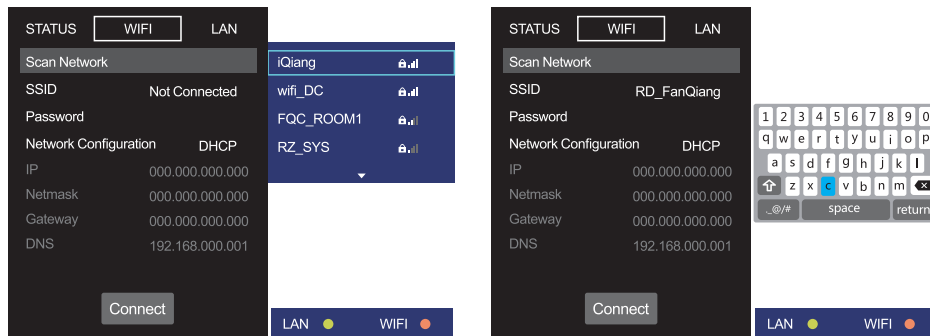 STATUS WIFI LAN
Scan Network
SSID Not Connected
Password
Network Configuration DHCP
IP 000.000.000.000
Netmask 000.000.000.000
Gateway 000.000.000.000
DNS 192.168.000.001
Connect
iQiang
wifi_DC
FQC_ROOM1
RZ_SYS
LAN WIFI
STATUS WIFI LAN
Scan Network
SSID RD_FanQiang
Password
Network Configuration DHCP
IP 000.000.000.000
Netmask 000.000.000.000
Gateway 000.000.000.000
DNS 192.168.000.001
Connect
1 2 3 4 5 6 7 8 9 0
q w e r t y u i o p
a s d f g h j k l
z x c v b n m
._@/# space return
LAN WIFI